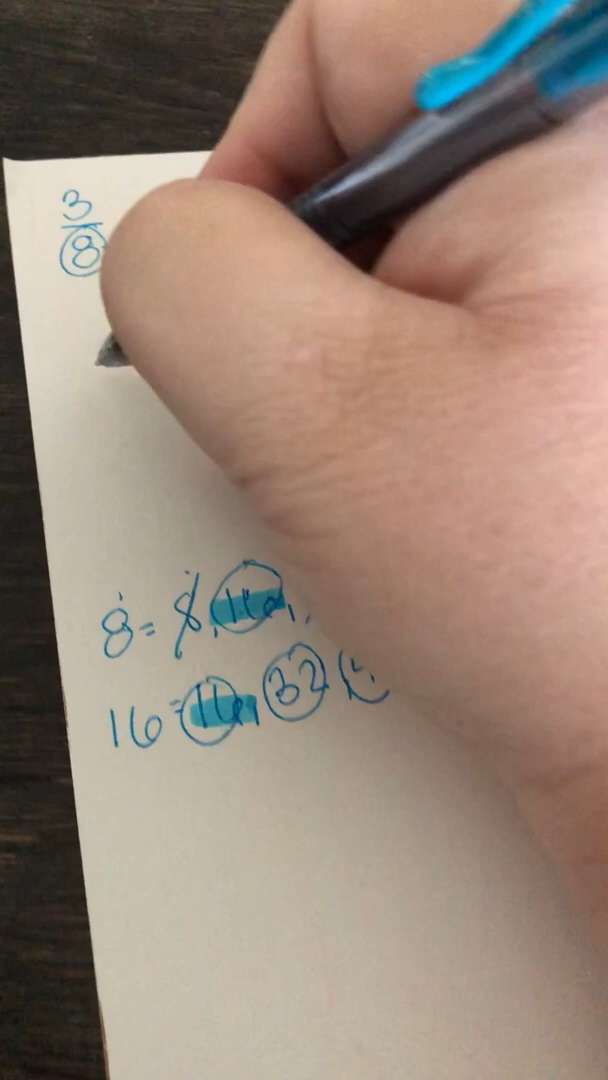 3
8
8= 8, 16, ,
16=16, 32